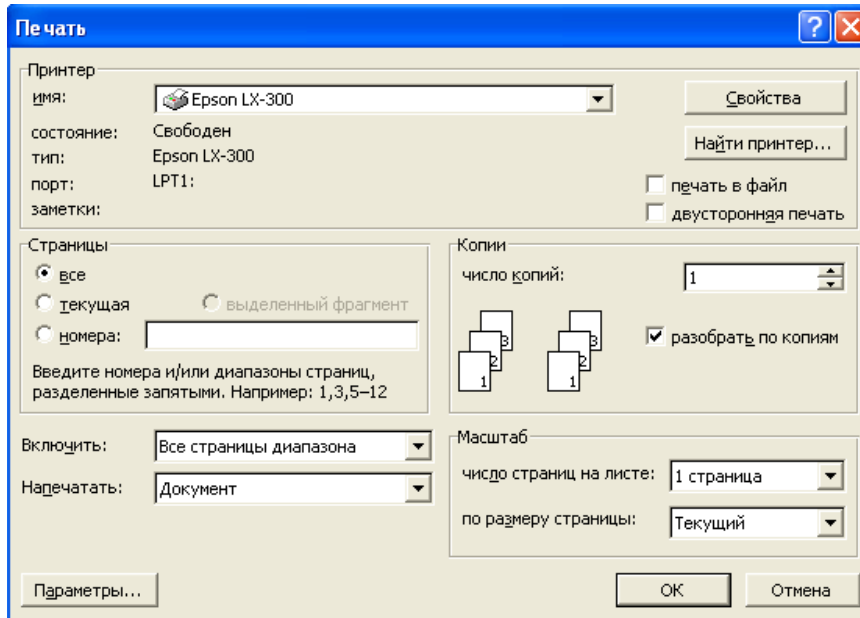 Печать
Принтер
имя: Epson LX-300 Свойства
состояние: Свободен
Найти принтер...
тип: Epson LX-300
порт: LPT1: печать в файл
заметки: двусторонняя печать
Страницы
все
текущая выделенный фрагмент
номера:
Введите номера и/или диапазоны страниц,
разделенные запятыми. Например: 1,3,5–12
Копии
число копий: 1
3 3
2 2
1 1
разобрать по копиям
Включить: Все страницы диапазона
Напечатать: Документ
Масштаб
число страниц на листе: 1 страница
по размеру страницы: Текущий
Параметры... ОК Отмена